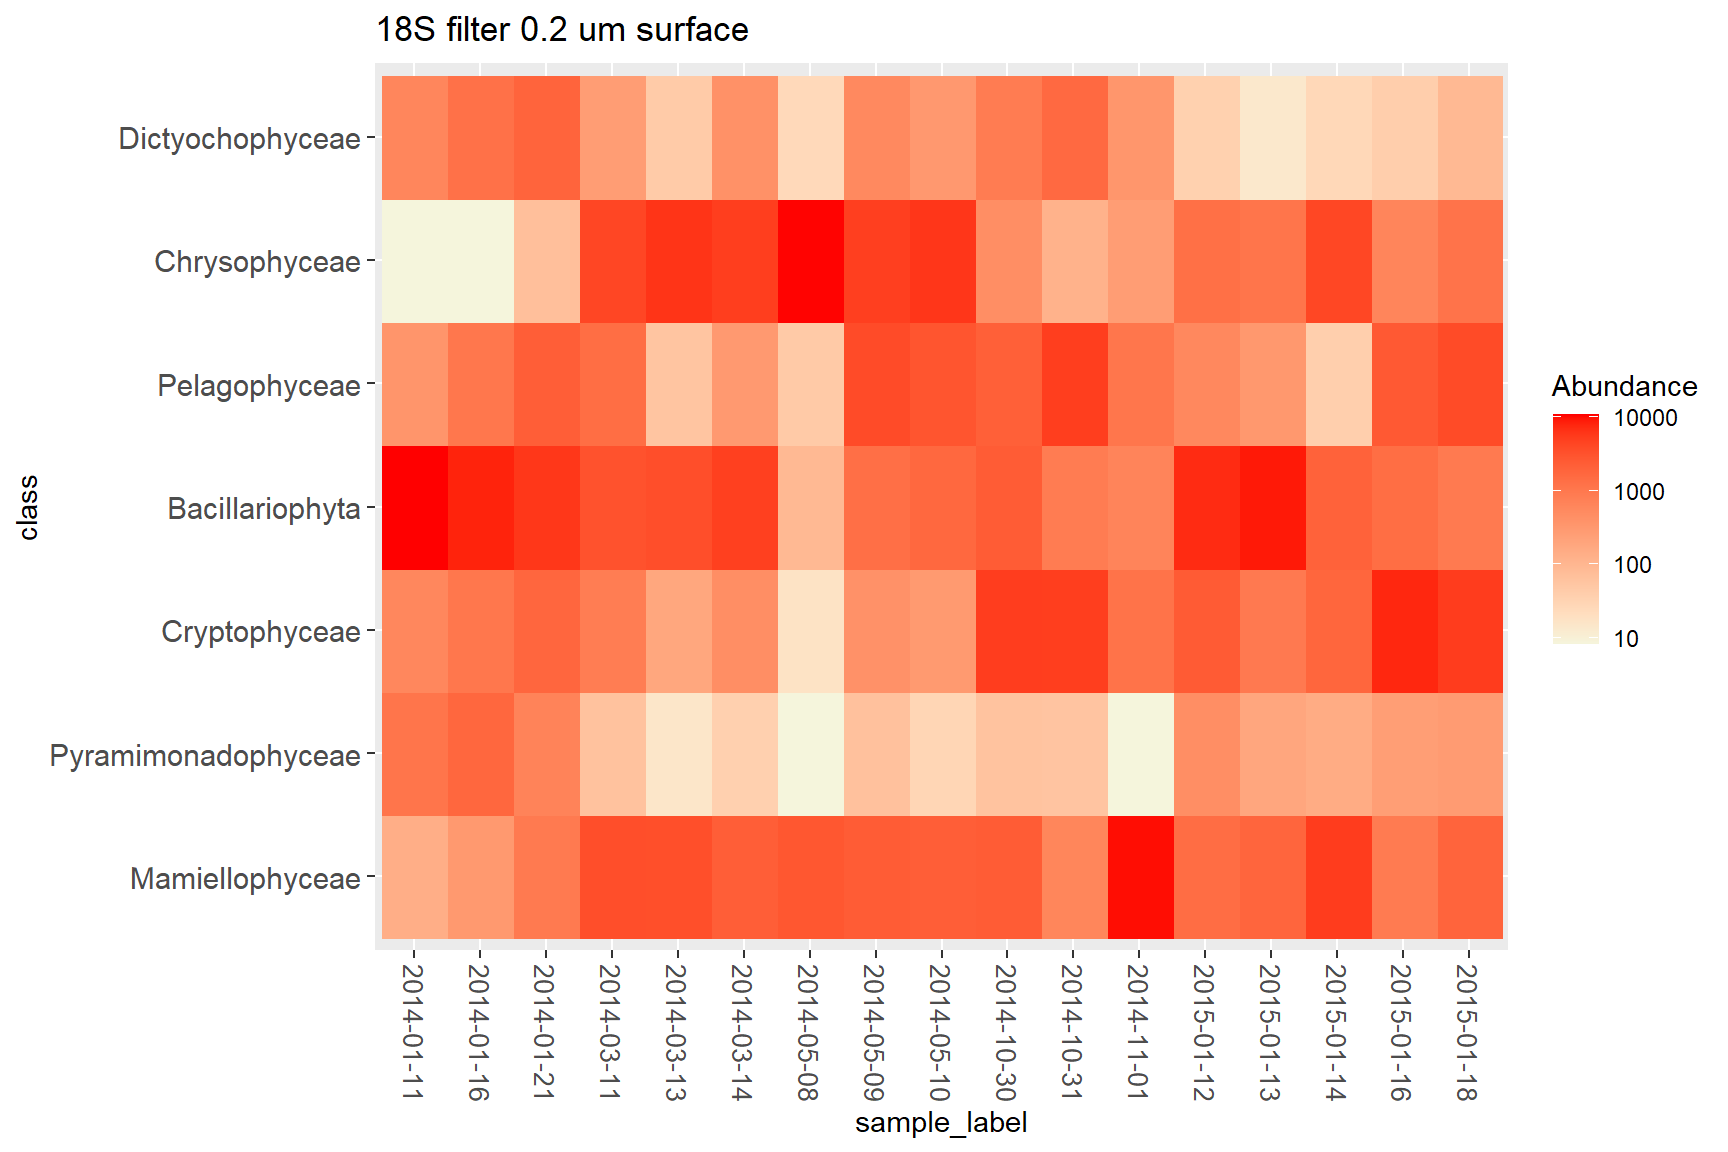 18S filter 0.2 um surface
class
Dictyochophyceae
Chrysophyceae
Pelagophyceae
Bacillariophyta
Cryptophyceae
Pyramimonadophyceae
Mamiellophyceae
2014-01-11
2014-01-16
2014-01-21
2014-03-11
2014-03-13
2014-03-14
2014-05-08
2014-05-09
2014-05-10
2014-10-30
2014-10-31
2014-11-01
2015-01-12
2015-01-13
2015-01-14
2015-01-16
2015-01-18
sample_label
Abundance
10000
1000
100
10